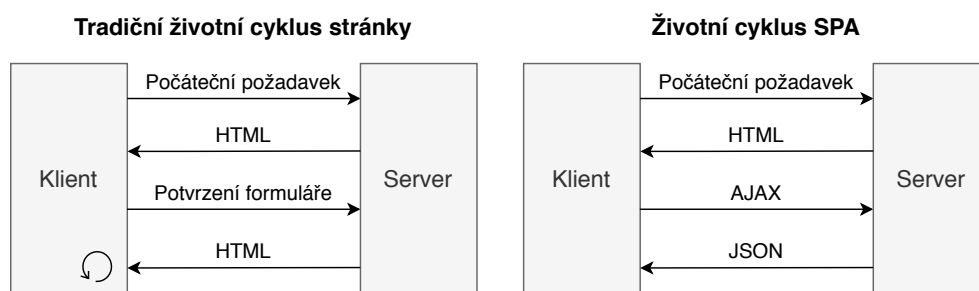 Tradiční životní cyklus stránky
Počáteční požadavek
HTML
Klient
Server
Potvrzení formuláře
HTML
Životní cyklus SPA
Počáteční požadavek
HTML
Klient
Server
AJAX
JSON